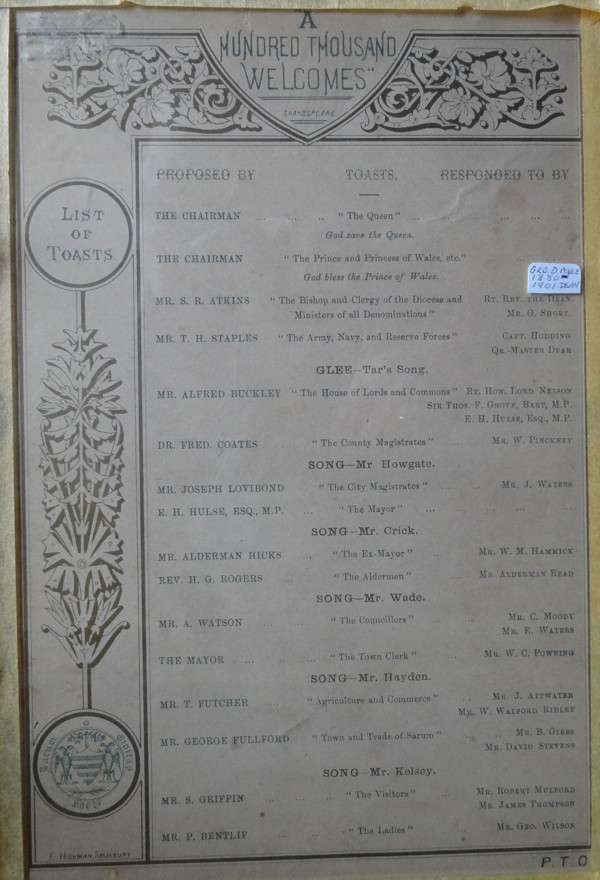 A
HUNDRED THOUSAND
WELCOMES"
SHAKESPERE
LIST
OF
TOASTS.
PROPOSED BY TOASTS. RESPONDED TO BY
THE CHAIRMAN ... ... .. "The Queen" ... ... ... ... ...
God save the Queen.
THE CHAIRMAN "The Prince and Princess of Wales, etc." ...
God bless the Prince of Wales.
MR. S. R. ATKINS "The Bishop and Clergy of the Diocese and RT. REV. THE DEAN
Ministers of all Denominations" MR. G. SHORT.
MR. T. H. STAPLES "The Army, Navy, and Reserve Forces" CAPT. HODDING
QR.-MASTER DEAR
GLEE—Tar's Song.
MR. ALFRED BUCKLEY "The House of Lords and Commons" RT. HON. LORD NELSON
SIR THOS. F. GROVE, BART, M.P.
E. H. HULSE, ESQ., M.P.
DR. FRED. COATES ... "The County Magistrates" MR. W. PINCKNEY
SONG—Mr. Howgate.
MR. JOSEPH LOVIBOND "The City Magistrates" .. .. MR. J. WATERS
E. H. HULSE, ESQ., M.P. ... "The Mayor" ... ... ...
SONG—Mr. Crick.
MR. ALDERMAN HICKS ... "The Ex-Mayor" .. MR. W. M. HAMMICK
REV. H. G. ROGERS "The Aldermen" ... MR. ALDERMAN READ
SONG—Mr. Wade.
MR. A. WATSON ... ... "The Councillors" .. MR. C. MOODY
MR. E. WATERS
THE MAYOR ... ... ... "The Town Clerk" ... MR. W. C. POWNING
SONG—Mr. Haydon.
MR. T. FUTCHER ... .. "Agriculture and Commerce" ... MR. J. ATTWATER
MR. W. WALFORD RIDLEY
MR. GEORGE FULLFORD "Town and Trade of Sarum" .. MR. B. GIBBS
MR. DAVID STEVENS
SONG—Mr. Kelsey.
MR. S. GRIFFIN ... ... "The Visitors" ... MR. ROBERT MULFORD
MR. JAMES THOMPSON
MR. P. BENTLIF ... ... "The Ladies" ... MR. GEO. WILSON
GEO. D
1880
1901 DEAN
Sarum Civitas
F. HIGHMAN, SALISBURY
P.T.O